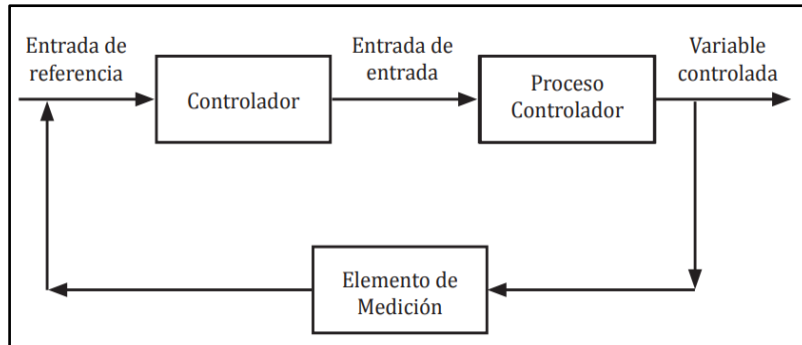 Entrada de
referencia
Controlador
Entrada de
entrada
Proceso
Controlador
Variable
controlada
Elemento de
Medición